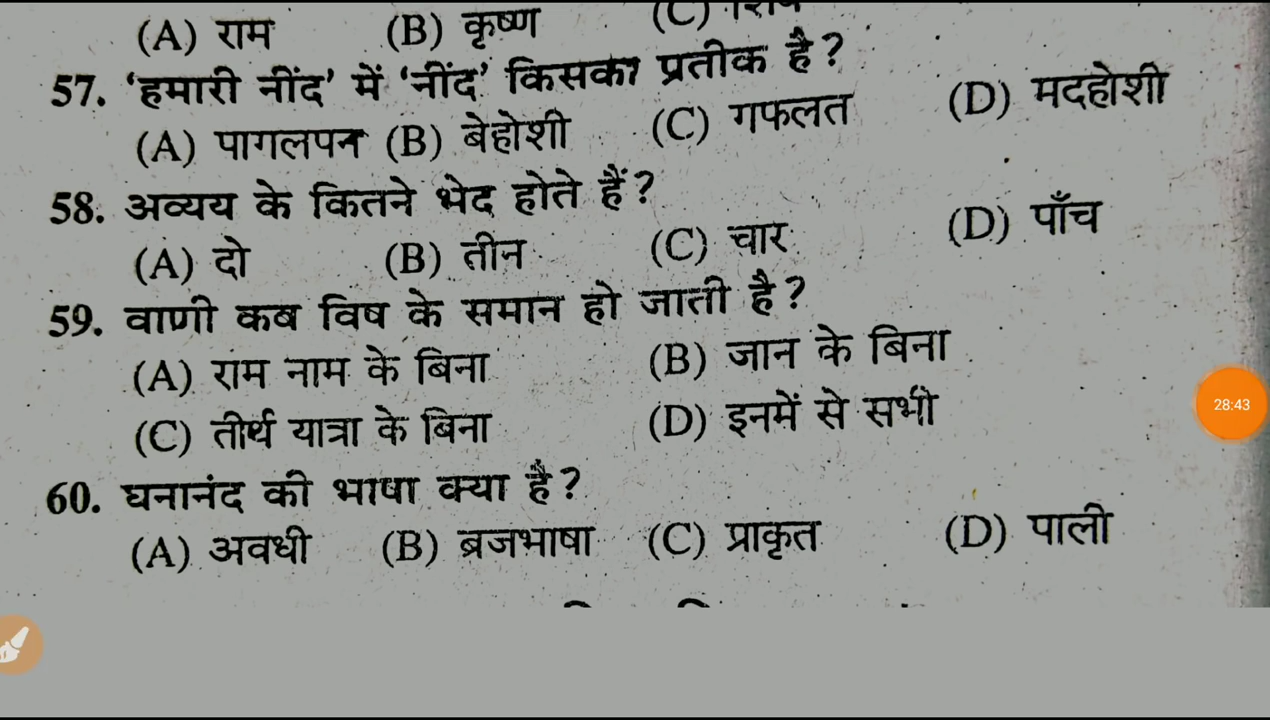 (A) राम (B) कृष्ण (C)
57. ‘हमारी नींद’ में ‘नींद’ किसका प्रतीक है?
(A) पागलपन (B) बेहोशी (C) गफलत (D) मदहोशी
58. अव्यय के कितने भेद होते हैं?
(A) दो (B) तीन (C) चार (D) पाँच
59. वाणी कब विष के समान हो जाती है?
(A) राम नाम के बिना (B) जान के बिना
(C) तीर्थ यात्रा के बिना (D) इनमें से सभी
60. घनानंद की भाषा क्या है?
(A) अवधी (B) ब्रजभाषा (C) प्राकृत (D) पाली
28:43